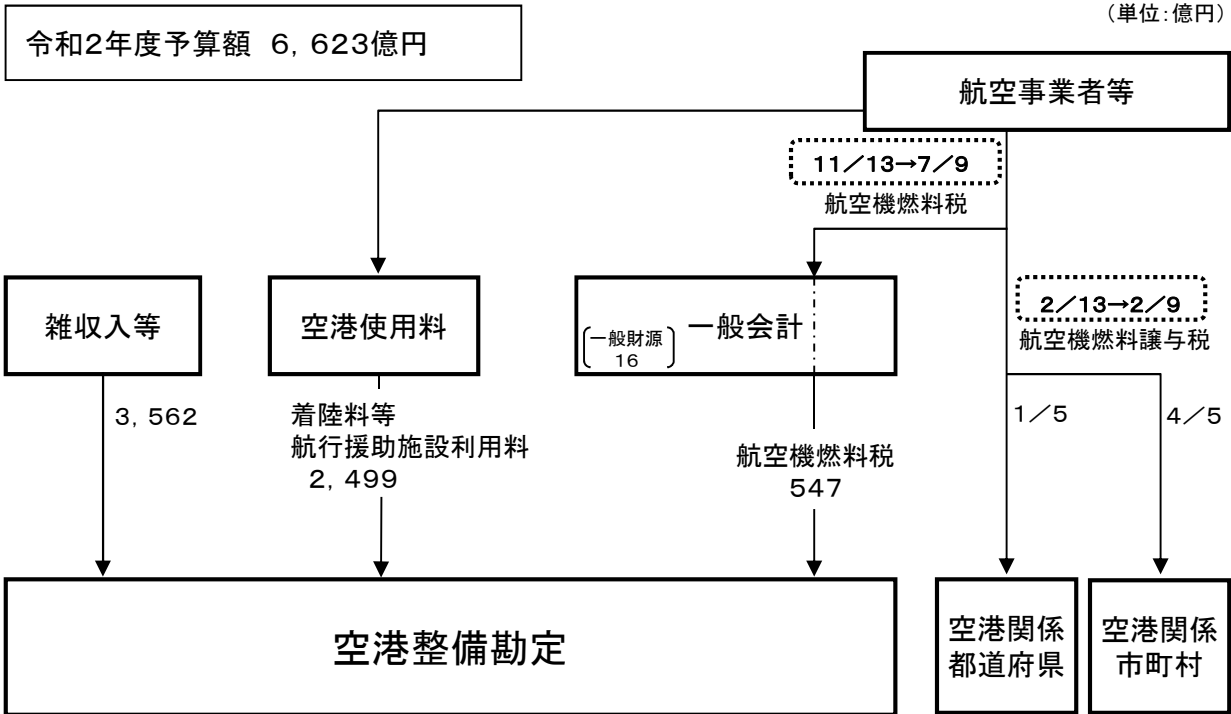 (単位:億円)
令和2年度予算額 6,623億円
航空事業者等
11/13→7/9
航空機燃料税
2/13→2/9
航空機燃料譲与税
雑収入等
空港使用料
一般会計
一般財源
16
3,562
着陸料等
航行援助施設利用料
2,499
航空機燃料税
547
1/5
4/5
空港整備勘定
空港関係
都道府県
空港関係
市町村